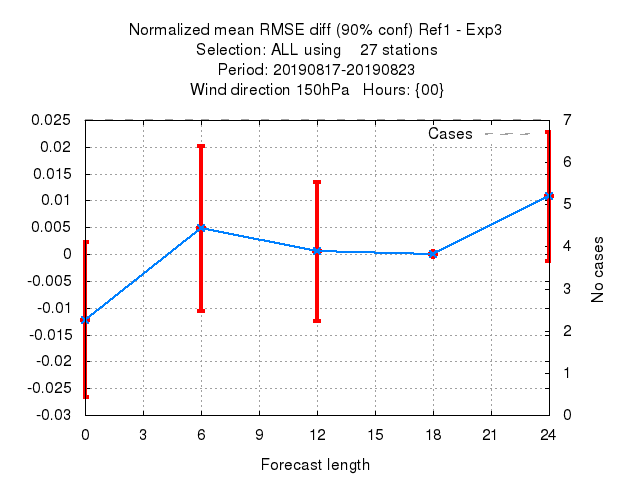 Normalized mean RMSE diff (90% conf) Ref1 - Exp3
Selection: ALL using 27 stations
Period: 20190817-20190823
Wind direction 150hPa Hours: {00}
Cases
0.025
0.02
0.015
0.01
0.005
0
-0.005
-0.01
-0.015
-0.02
-0.025
-0.03
7
6
5
4
3
2
1
0
No cases
0 3 6 9 12 15 18 21 24
Forecast length